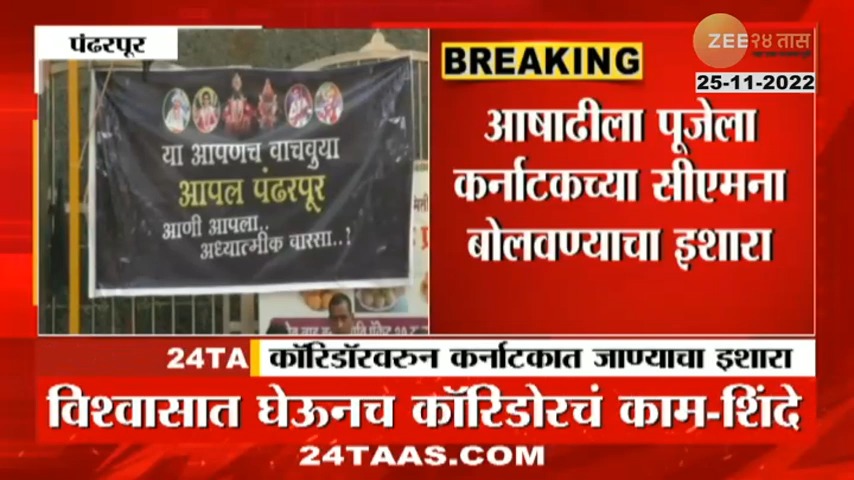 पंढरपूर
ZEE २४ तास
25-11-2022
BREAKING
आषाढीला पूजेला
कर्नाटकच्या सीएमना
बोलवण्याचा इशारा
या आपणच वाचवुया
आपल पंढरपूर
आणी आपला..
अध्यात्मीक वारसा..!
24TA
कॉरिडॉरवरुन कर्नाटकात जाण्याचा इशारा
विश्वासात घेऊनच कॉरिडोरचं काम-शिंदे
24TAAS.COM